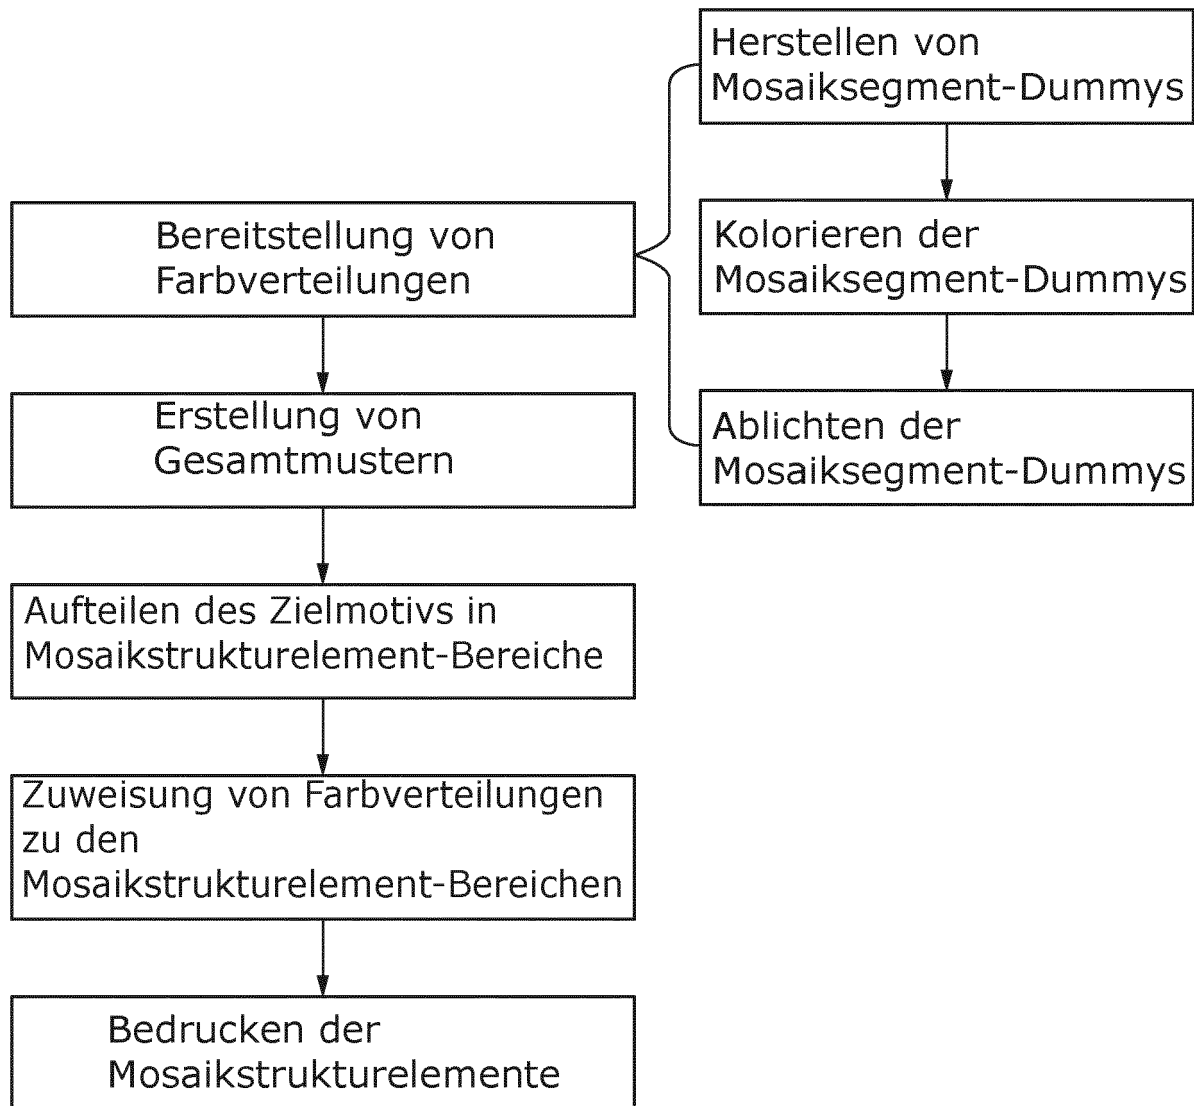 Herstellen von
Mosaiksegment-Dummys
Bereitstellung von
Farbverteilungen
Kolorieren der
Mosaiksegment-Dummys
Erstellung von
Gesamtmustern
Ablichten der
Mosaiksegment-Dummys
Aufteilen des Zielmotivs in
Mosaikstrukturelement-Bereiche
Zuweisung von Farbverteilungen
zu den
Mosaikstrukturelement-Bereichen
Bedrucken der
Mosaikstrukturelemente